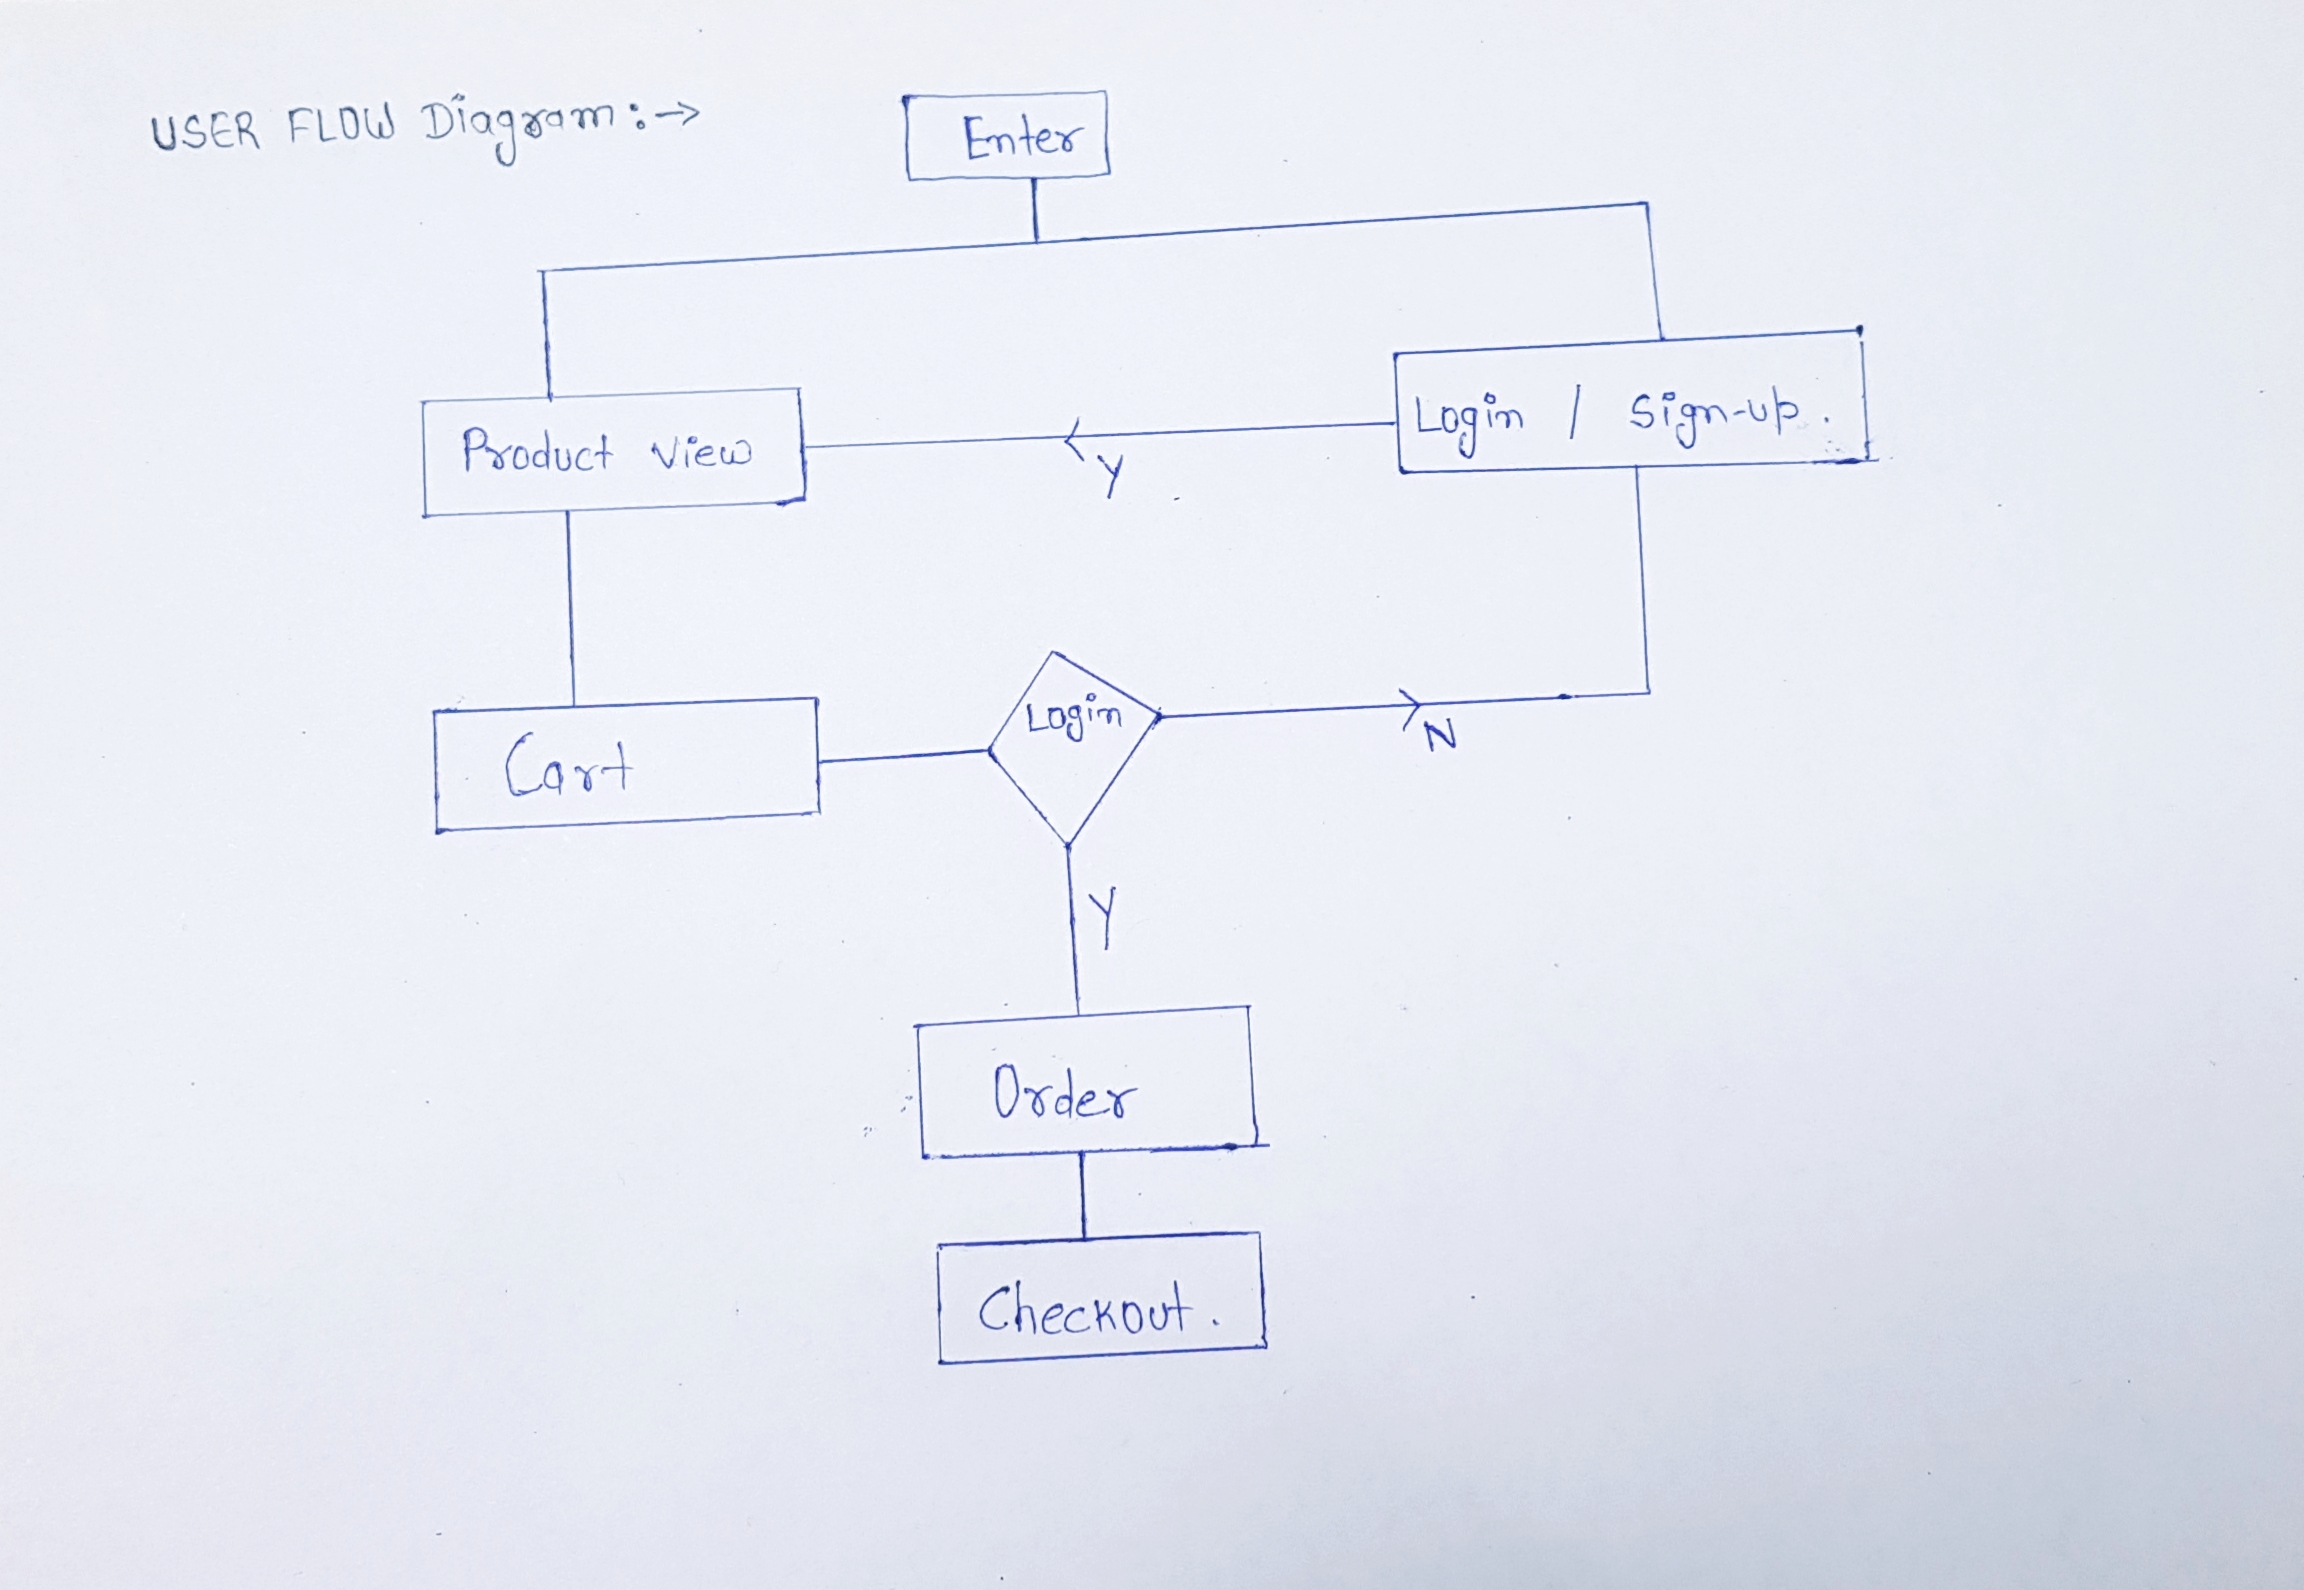 USER FLOW Diagram:->
Enter
Login / Sign-up.
Product view
Y
Login
N
Cart
Y
Order
Checkout.